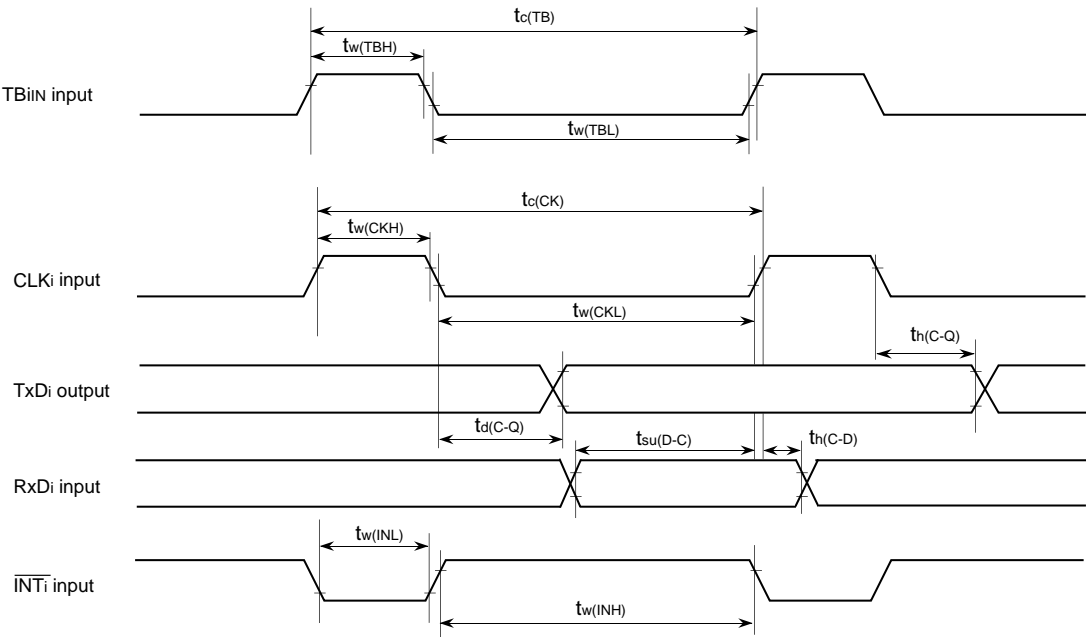 tc(TB)
tw(TBH)
TBiIN input
tw(TBL)
tc(CK)
tw(CKH)
CLKi input
tw(CKL)
th(C-Q)
TxDi output
td(C-Q)
tsu(D-C)
th(C-D)
RxDi input
tw(INL)
INTi input
tw(INH)